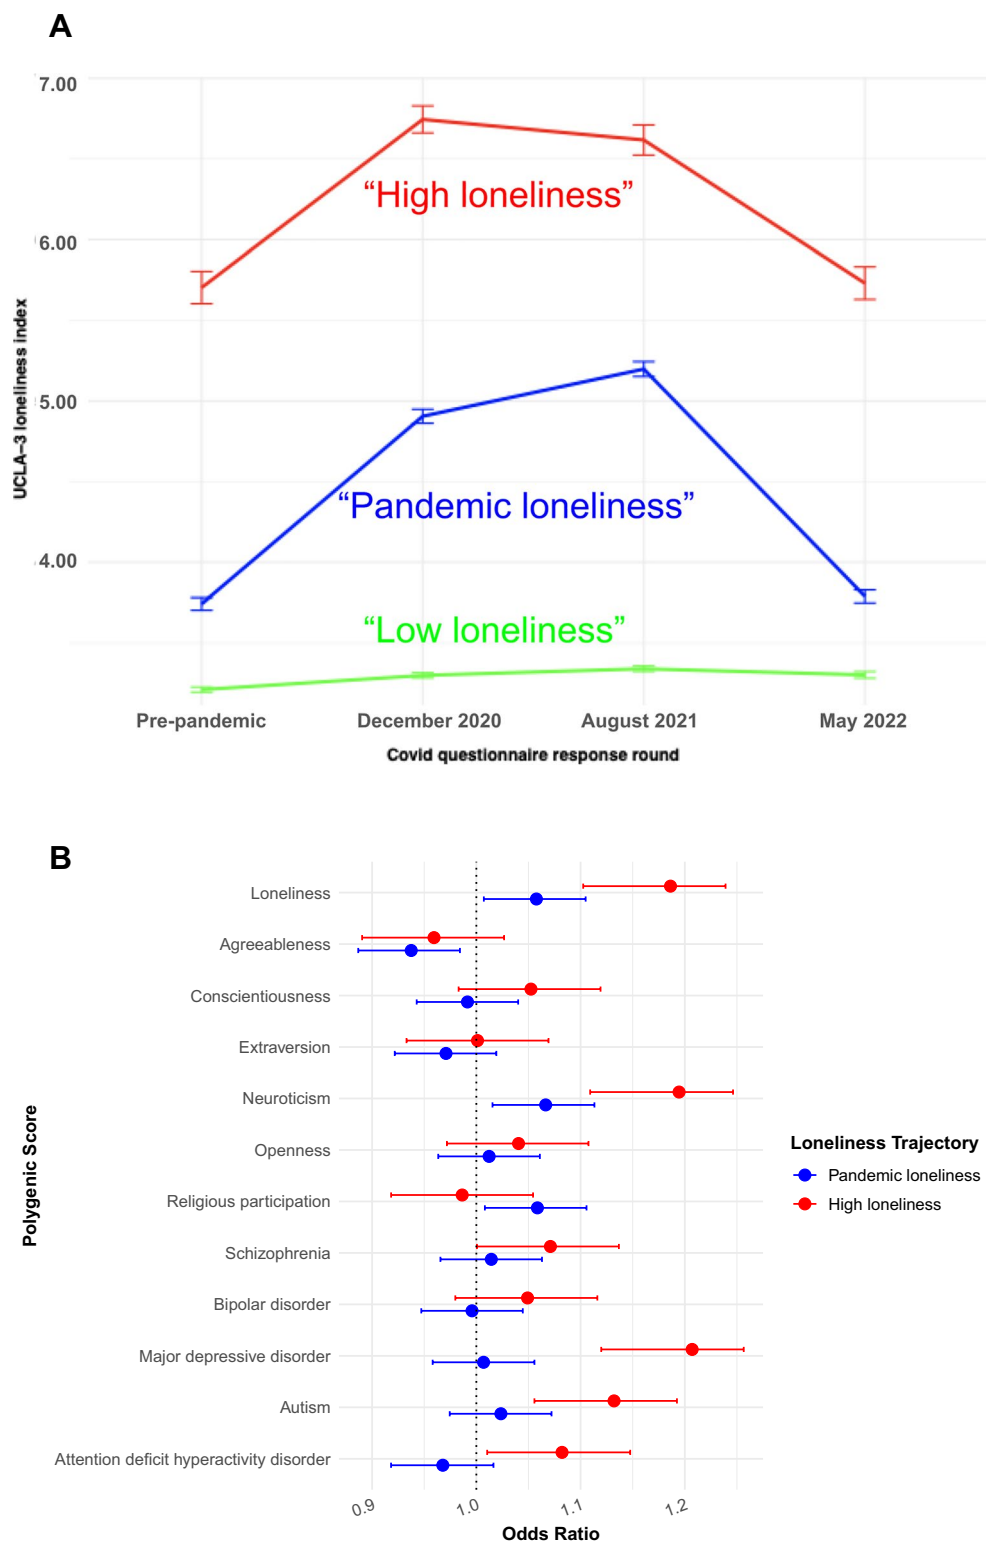 A
7.00
6.00
5.00
4.00
UCLA–3 loneliness index
“High loneliness”
“Pandemic loneliness”
“Low loneliness”
Pre-pandemic December 2020 August 2021 May 2022
Covid questionnaire response round
B
Polygenic Score
Loneliness
Agreeableness
Conscientiousness
Extraversion
Neuroticism
Openness
Religious participation
Schizophrenia
Bipolar disorder
Major depressive disorder
Autism
Attention deficit hyperactivity disorder
0.9 1.0 1.1 1.2
Odds Ratio
Loneliness Trajectory
Pandemic loneliness
High loneliness